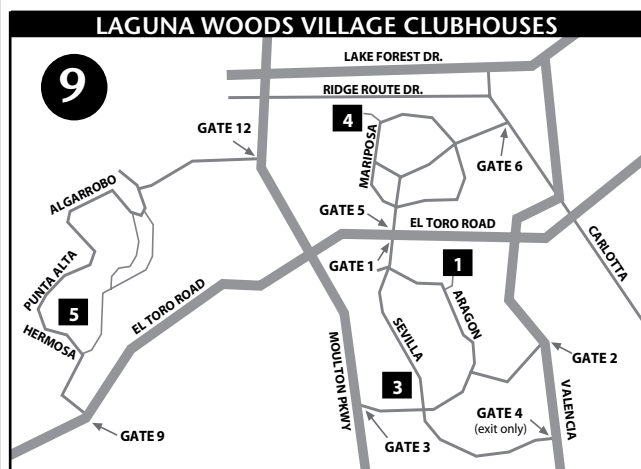 LAGUNA WOODS VILLAGE CLUBHOUSES
9
LAKE FOREST DR.
RIDGE ROUTE DR.
4
MARIPOSA
GATE 12
GATE 6
ALGARROBO
GATE 5
EL TORO ROAD
CARLOTTA
PUNTA ALTA
GATE 1
1
5
EL TORO ROAD
ARAGON
HERMOSA
SEVILLA
MOULTON PKWY
GATE 2
3
VALENCIA
GATE 4
(exit only)
GATE 9
GATE 3